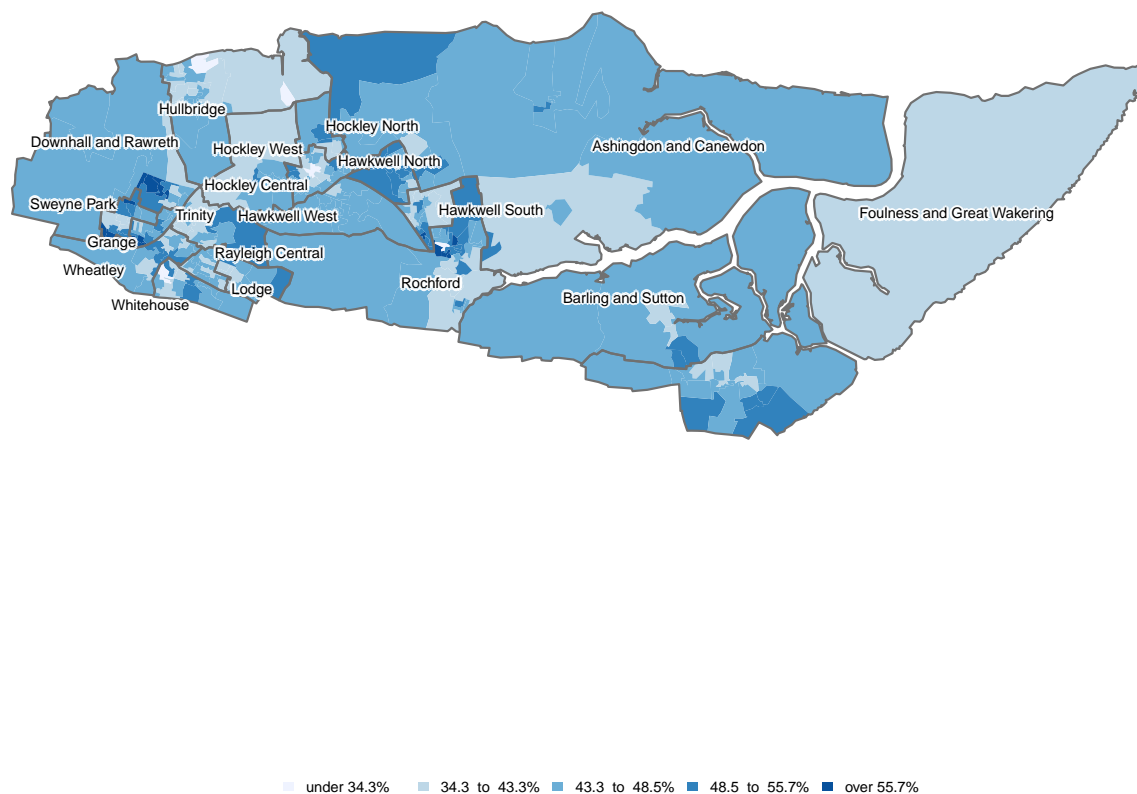 Hullbridge
Hockley North
Downhall and Rawreth
Hockley West
Ashingdon and Canewdon
Hawkwell North
Hockley Central
Sweyne Park
Trinity
Hawkwell West
Hawkwell South
Foulness and Great Wakering
Grange
Rayleigh Central
Wheatley
Rochford
Lodge
Barling and Sutton
Whitehouse
under 34.3%
34.3 to 43.3%
43.3 to 48.5%
48.5 to 55.7%
over 55.7%